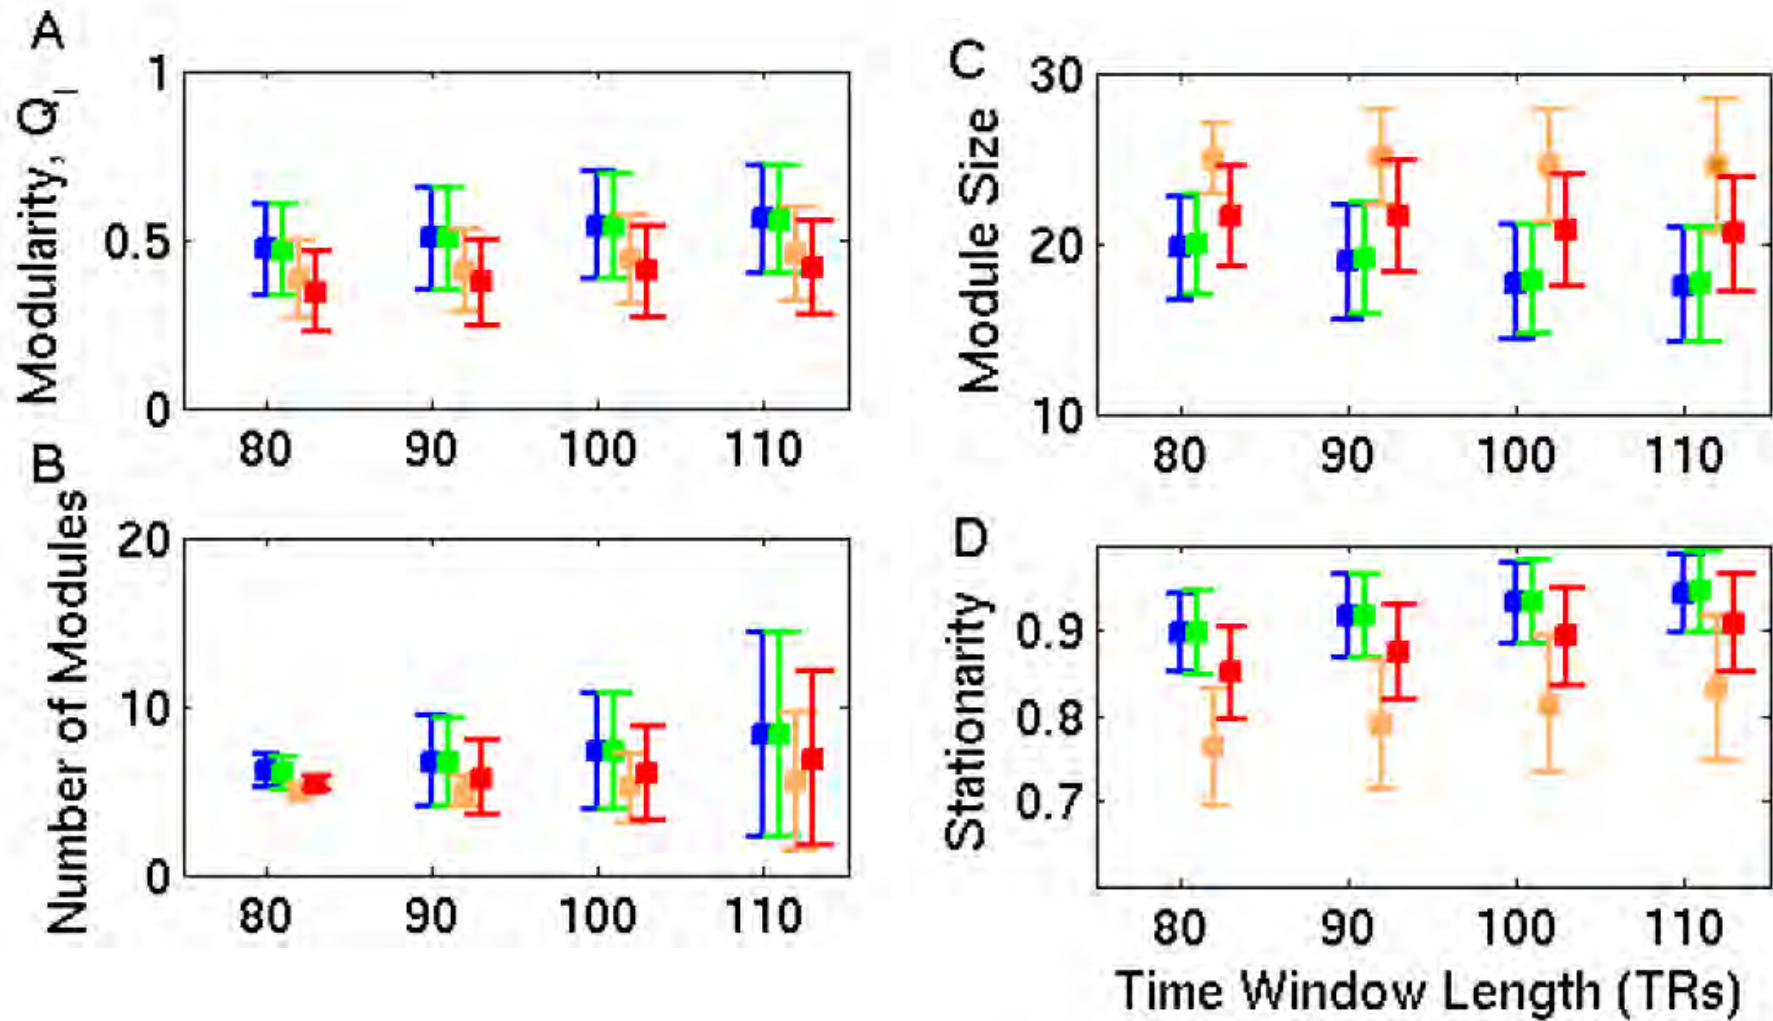 A
Modularity, Q_l
1
0.5
0
80 90 100 110
B
Number of Modules
20
10
0
80 90 100 110
C
Module Size
30
20
10
80 90 100 110
D
Stationarity
0.9
0.8
0.7
80 90 100 110
Time Window Length (TRs)